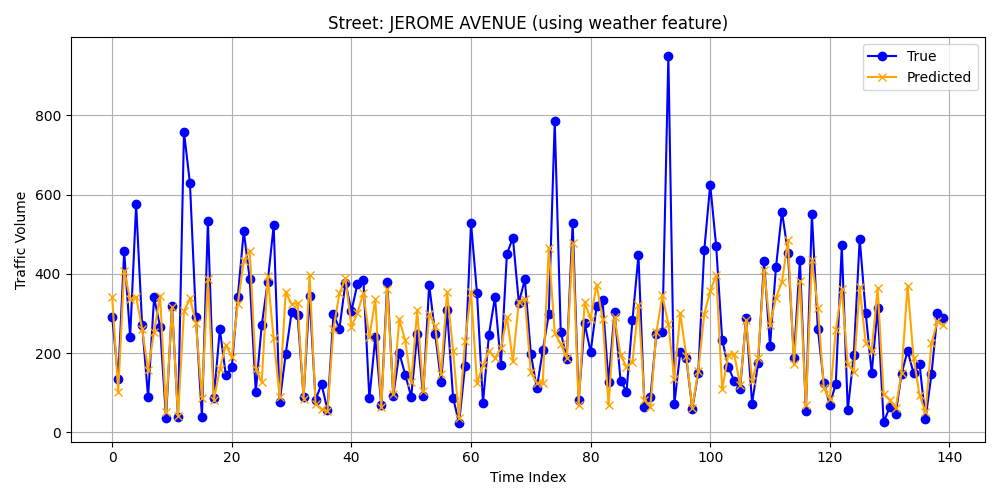 Street: JEROME AVENUE (using weather feature)
True
Predicted
Traffic Volume
800
600
400
200
0
0 20 40 60 80 100 120 140
Time Index